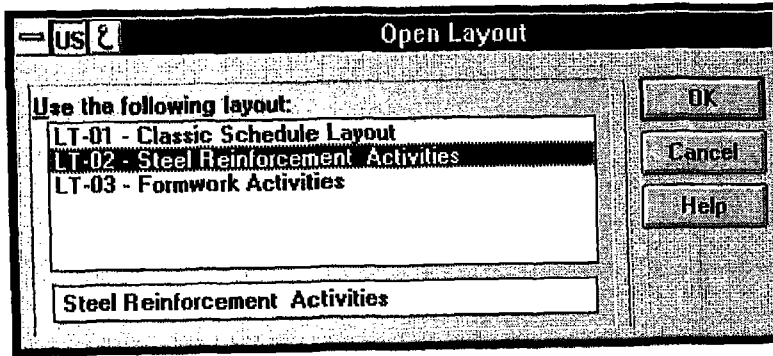 US ع Open Layout
Use the following layout:
LT-01 - Classic Schedule Layout
LT-02 - Steel Reinforcement Activities
LT-03 - Formwork Activities
Steel Reinforcement Activities
OK
Cancel
Help